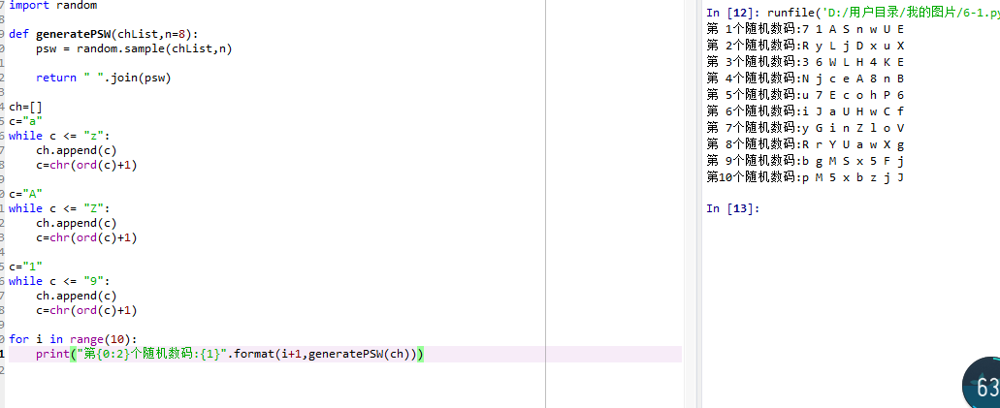 import random
def generatePSW(chList,n=8):
psw = random.sample(chList,n)
return " ".join(psw)
ch=[]
c="a"
while c <= "z":
ch.append(c)
c=chr(ord(c)+1)
c="A"
while c <= "Z":
ch.append(c)
c=chr(ord(c)+1)
c="1"
while c <= "9":
ch.append(c)
c=chr(ord(c)+1)
for i in range(10):
print("第{0:2}个随机数码:{1}".format(i+1,generatePSW(ch)))
In [12]: runfile('D:/用户目录/我的图片/6-1.py
第 1个随机数码:7 1 A S n w U E
第 2个随机数码:R y L j D x u X
第 3个随机数码:3 6 W L H 4 K E
第 4个随机数码:N j c e A 8 n B
第 5个随机数码:u 7 E c o h P 6
第 6个随机数码:i J a U H w C f
第 7个随机数码:y G i n Z l o V
第 8个随机数码:R r Y U a w X g
第 9个随机数码:b g M S x 5 F j
第10个随机数码:p M 5 x b z j J
In [13]:
63